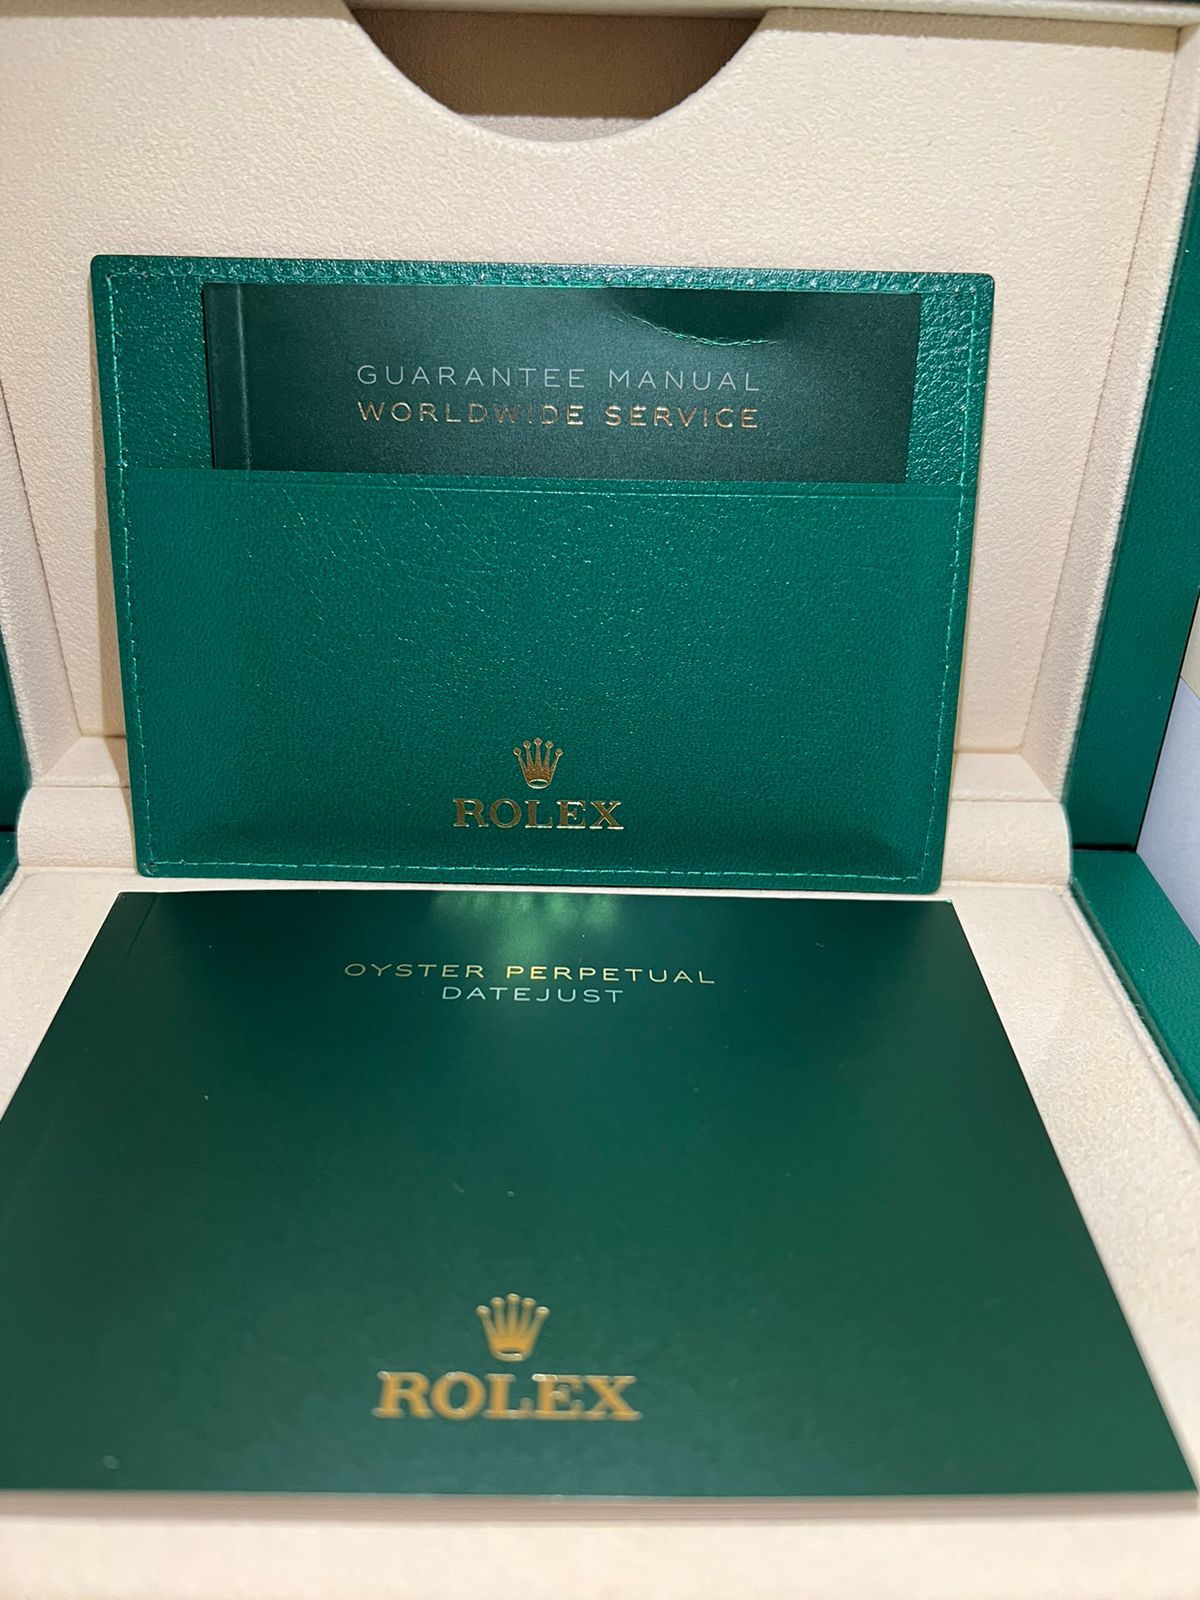 GUARANTEE MANUAL
WORLDWIDE SERVICE
ROLEX
OYSTER PERPETUAL
DATEJUST
ROLEX